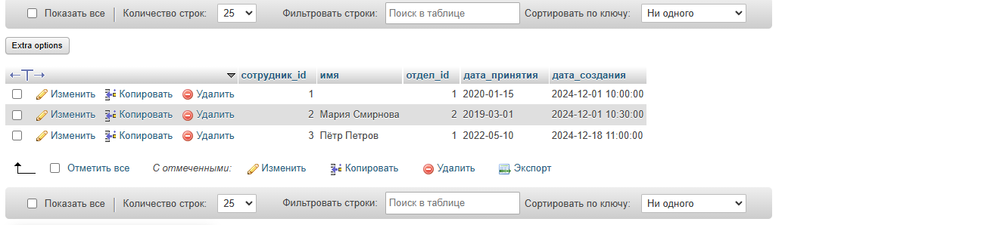 Показать все Количество строк: 25 Фильтровать строки: Поиск в таблице Сортировать по ключу: Ни одного
Extra options
←T→ сотрудник_id имя отдел_id дата_принятия дата_создания
Изменить Копировать Удалить 1 1 2020-01-15 2024-12-01 10:00:00
Изменить Копировать Удалить 2 Мария Смирнова 2 2019-03-01 2024-12-01 10:30:00
Изменить Копировать Удалить 3 Пётр Петров 1 2022-05-10 2024-12-18 11:00:00
Отметить все С отмеченными: Изменить Копировать Удалить Экспорт
Показать все Количество строк: 25 Фильтровать строки: Поиск в таблице Сортировать по ключу: Ни одного